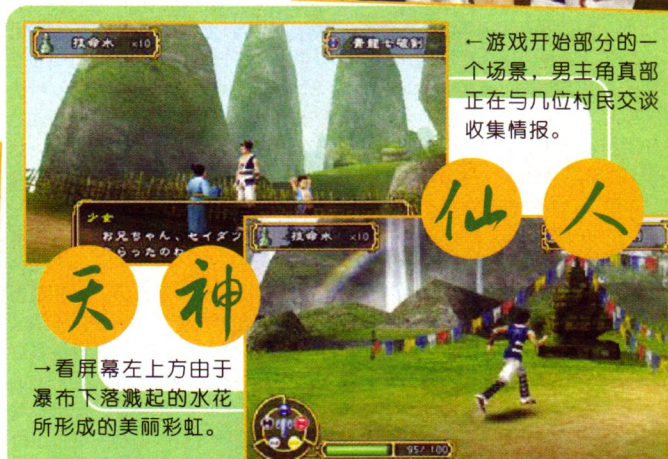 技命水 ×10
青龍七破剣
←游戏开始部分的一
个场景，男主角真部
正在与几位村民交谈
收集情报。
少女
お兄ちゃん、セイダン
らったのね
仙人
技命水 ×10
天神
→看屏幕左上方由于
瀑布下落溅起的水花
所形成的美丽彩虹。
95/100